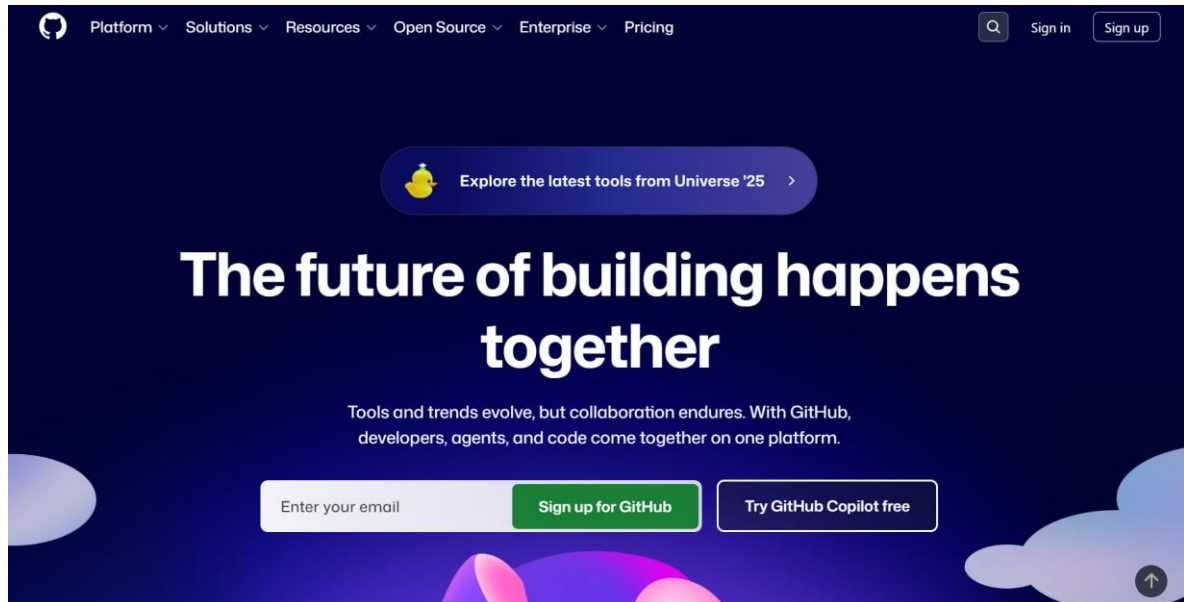 Platform Solutions Resources Open Source Enterprise Pricing Sign in Sign up
Explore the latest tools from Universe '25
The future of building happens
together
Tools and trends evolve, but collaboration endures. With GitHub,
developers, agents, and code come together on one platform.
Enter your email Sign up for GitHub Try GitHub Copilot free